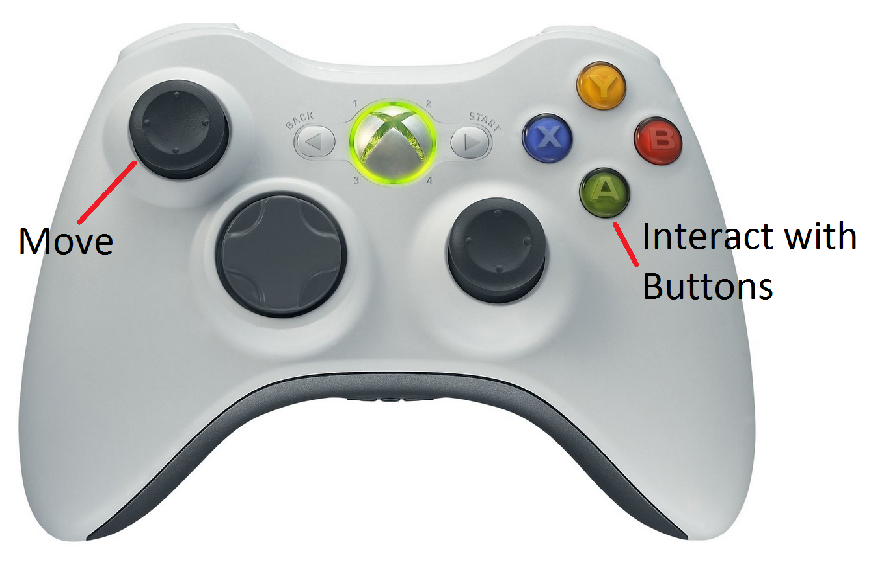 1 2
BACK START
Y
X B
3 4
A
Move
Interact with
Buttons